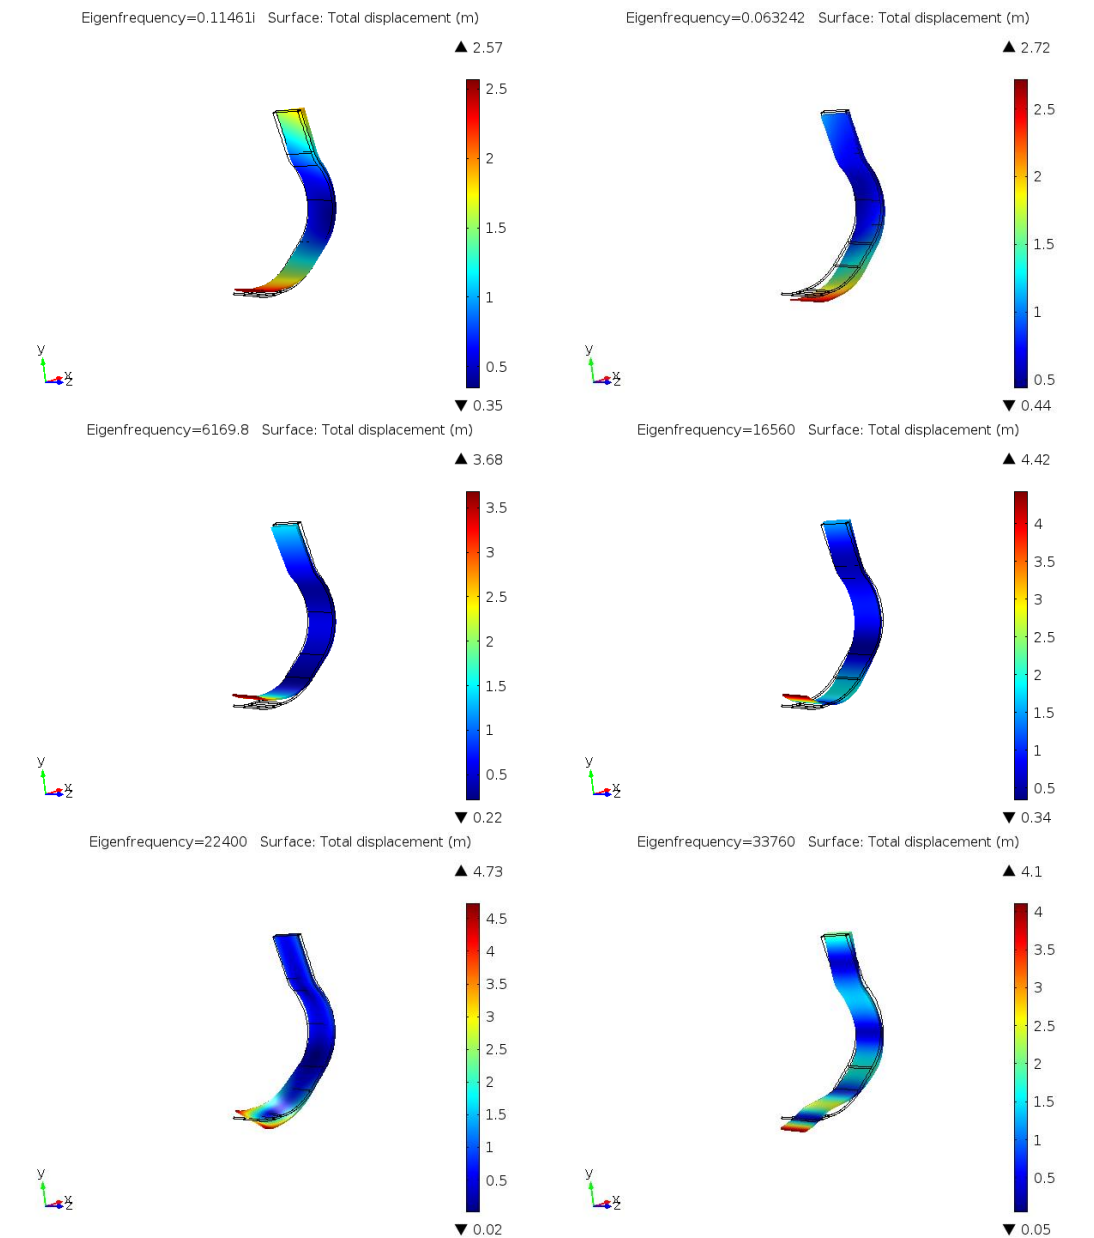 Eigenfrequency=0.11461i Surface: Total displacement (m)
▲ 2.57
2.5
2
1.5
1
0.5
▼ 0.35
y
x
z
Eigenfrequency=0.063242 Surface: Total displacement (m)
▲ 2.72
2.5
2
1.5
1
0.5
▼ 0.44
y
x
z
Eigenfrequency=6169.8 Surface: Total displacement (m)
▲ 3.68
3.5
3
2.5
2
1.5
1
0.5
▼ 0.22
y
x
z
Eigenfrequency=16560 Surface: Total displacement (m)
▲ 4.42
4
3.5
3
2.5
2
1.5
1
0.5
▼ 0.34
y
x
z
Eigenfrequency=22400 Surface: Total displacement (m)
▲ 4.73
4.5
4
3.5
3
2.5
2
1.5
1
0.5
▼ 0.02
y
x
z
Eigenfrequency=33760 Surface: Total displacement (m)
▲ 4.1
4
3.5
3
2.5
2
1.5
1
0.5
▼ 0.05
y
x
z